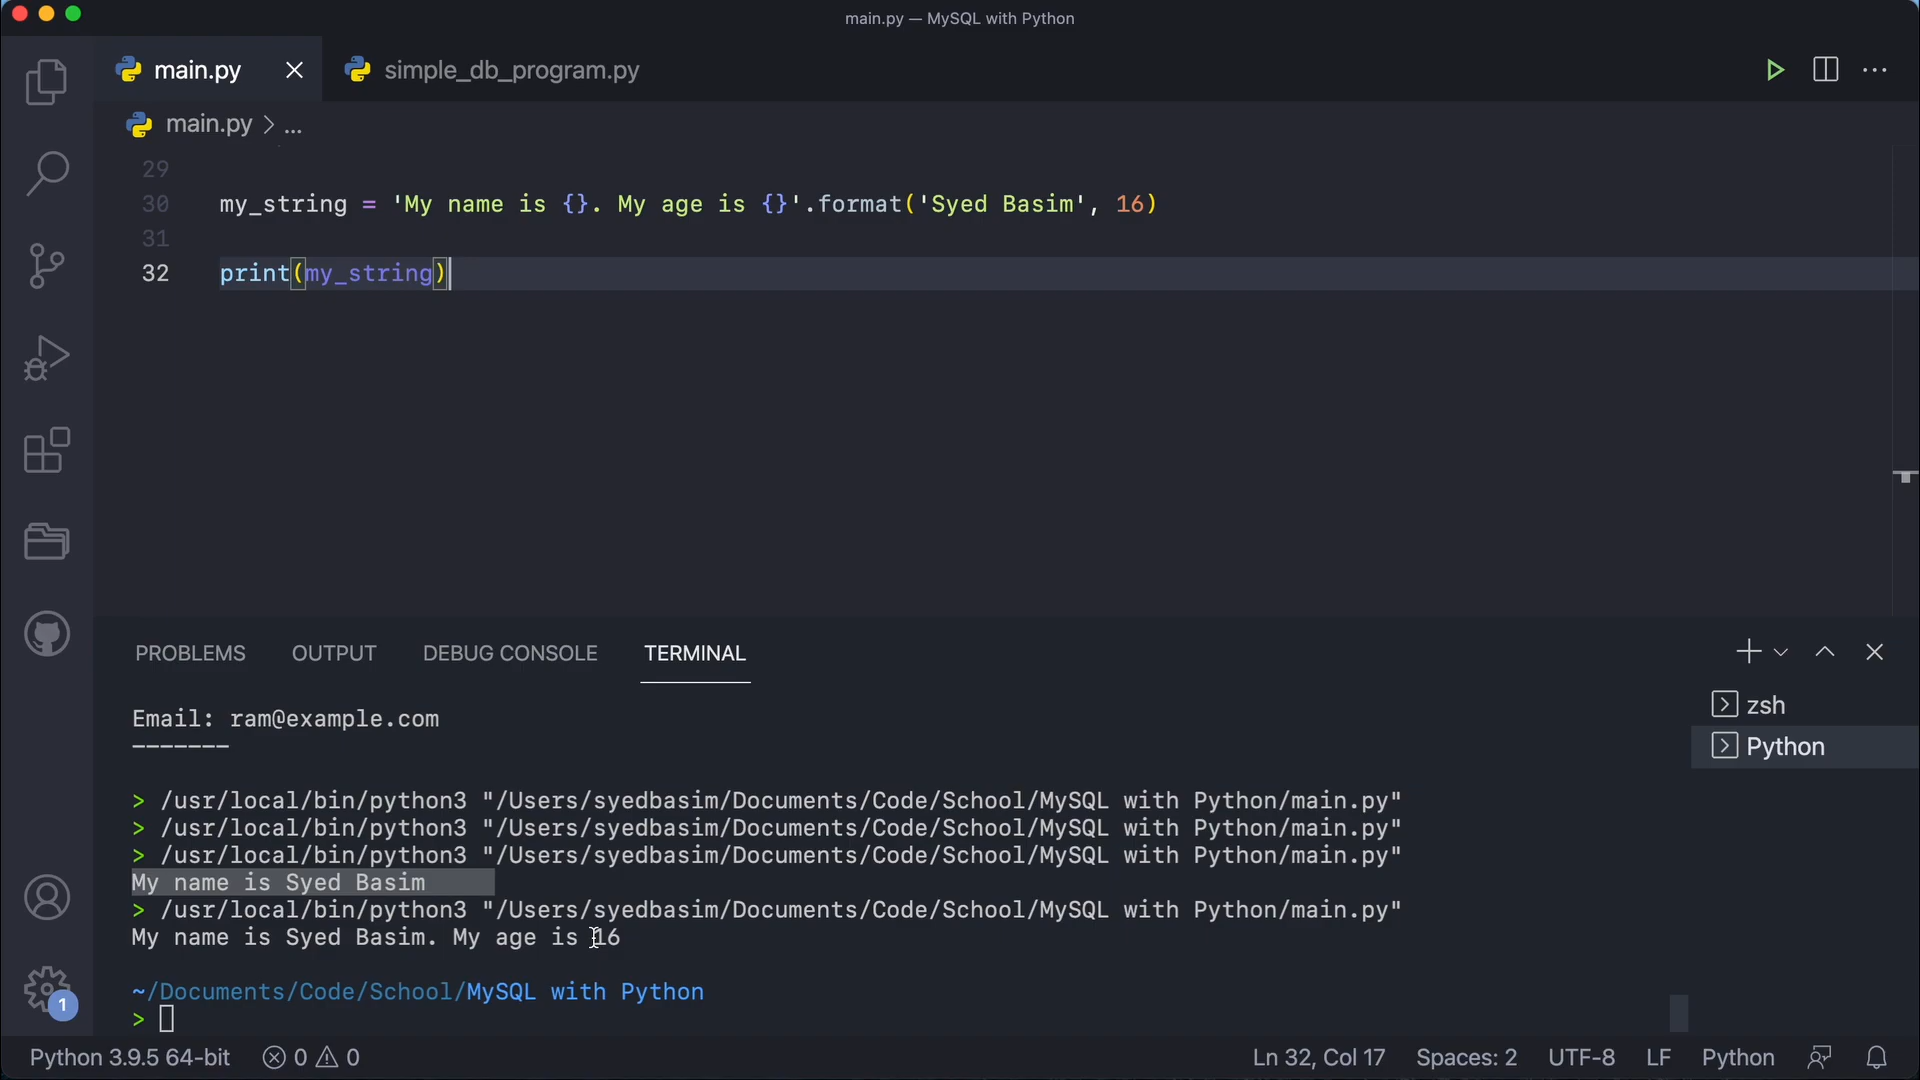 main.py — MySQL with Python
main.py simple_db_program.py
main.py > ...
29
30 my_string = 'My name is {}. My age is {}'.format('Syed Basim', 16)
31
32 print(my_string)
PROBLEMS OUTPUT DEBUG CONSOLE TERMINAL
zsh
Python
Email: ram@example.com
-------
> /usr/local/bin/python3 "/Users/syedbasim/Documents/Code/School/MySQL with Python/main.py"
> /usr/local/bin/python3 "/Users/syedbasim/Documents/Code/School/MySQL with Python/main.py"
> /usr/local/bin/python3 "/Users/syedbasim/Documents/Code/School/MySQL with Python/main.py"
My name is Syed Basim
> /usr/local/bin/python3 "/Users/syedbasim/Documents/Code/School/MySQL with Python/main.py"
My name is Syed Basim. My age is 16
~/Documents/Code/School/MySQL with Python
>
1
Python 3.9.5 64-bit 0 0 Ln 32, Col 17 Spaces: 2 UTF-8 LF Python